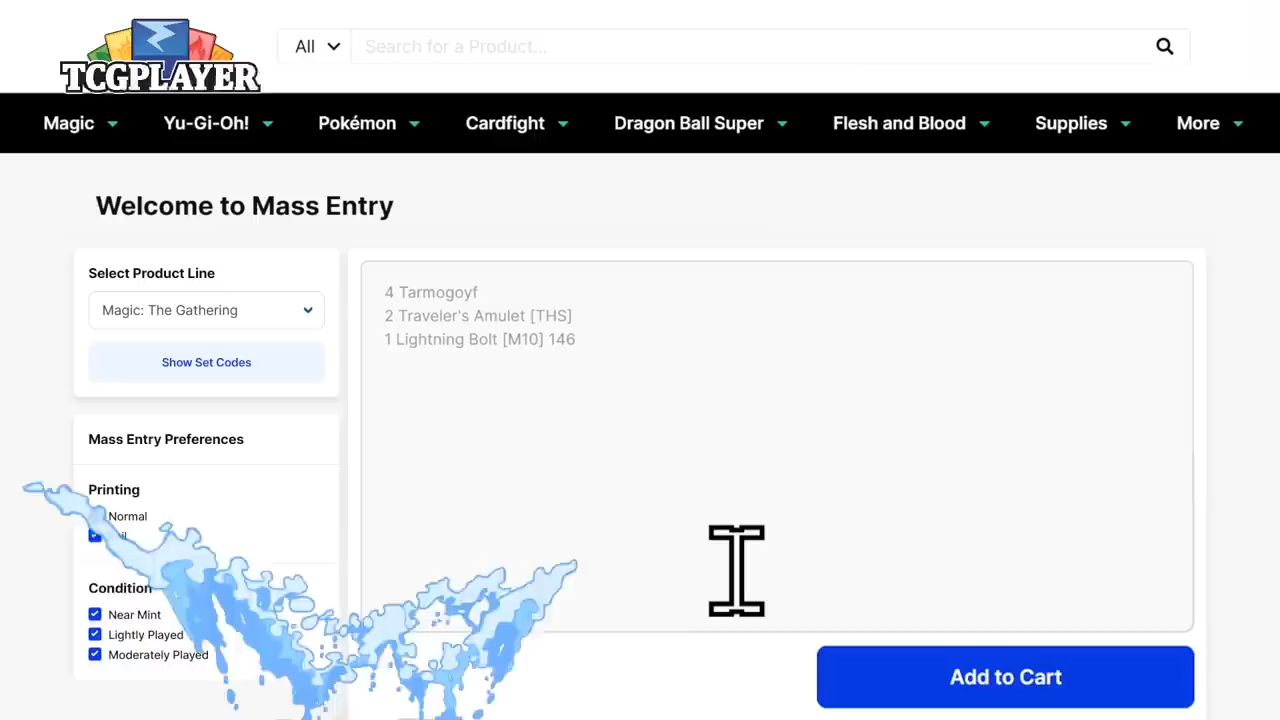 TCGPLAYER
All
Search for a Product...
Magic
Yu-Gi-Oh!
Pokémon
Cardfight
Dragon Ball Super
Flesh and Blood
Supplies
More
Welcome to Mass Entry
Select Product Line
Magic: The Gathering
Show Set Codes
4 Tarmogoyf
2 Traveler's Amulet [THS]
1 Lightning Bolt [M10] 146
Mass Entry Preferences
Printing
Normal
Condition
Near Mint
Lightly Played
Moderately Played
Add to Cart